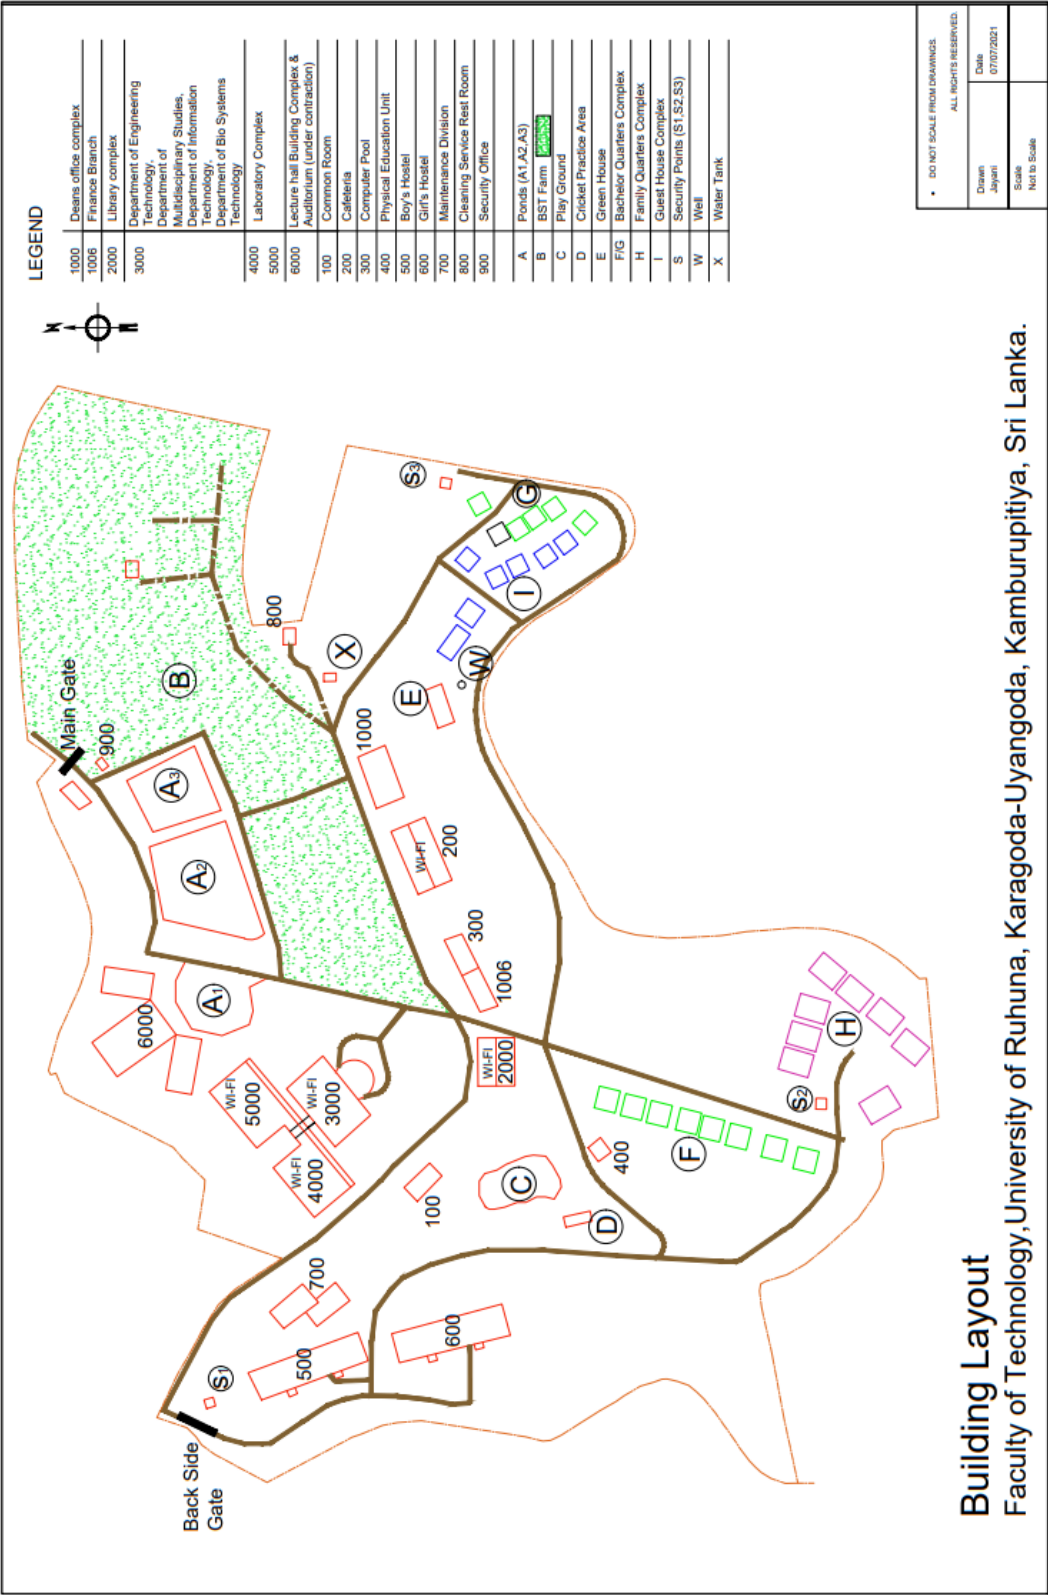 Building Layout
Faculty of Technology,University of Ruhuna, Karagoda-Uyangoda, Kamburupitiya, Sri Lanka.
Back Side
Gate
S1
500
700
600
100
C
D
400
F
S2
H
WI-FI
4000
WI-FI
5000
WI-FI
3000
6000
A1
A2
A3
Main Gate
900
B
WI-FI
2000
1006
300
WI-FI
200
1000
E
W
X
800
I
G
S3
N
LEGEND
1000 Deans office complex
1006 Finance Branch
2000 Library complex
3000 Department of Engineering
Technology,
Department of
Multidisciplinary Studies,
Department of Information
Technology,
Department of Bio Systems
Technology
4000 Laboratory Complex
5000
6000 Lecture hall Building Complex &
Auditorium (under contraction)
100 Common Room
200 Cafeteria
300 Computer Pool
400 Physical Education Unit
500 Boy's Hostel
600 Girl's Hostel
700 Maintenance Division
800 Cleaning Service Rest Room
900 Security Office
A Ponds (A1,A2,A3)
B BST Farm
C Play Ground
D Cricket Practice Area
E Green House
F/G Bachelor Quarters Complex
H Family Quarters Complex
I Guest House Complex
S Security Points (S1,S2,S3)
W Well
X Water Tank
• DO NOT SCALE FROM DRAWINGS.
ALL RIGHTS RESERVED.
Drawn
Jayani
Date
07/07/2021
Scale
Not to Scale